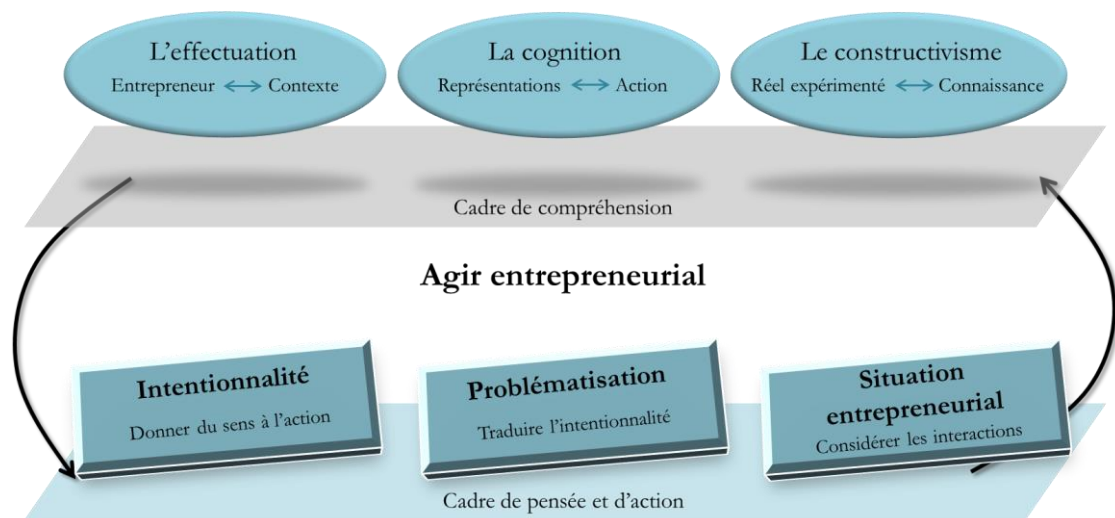 L'effectuation
Entrepreneur ↔ Contexte
La cognition
Représentations ↔ Action
Le constructivisme
Réel expérimenté ↔ Connaissance
Cadre de compréhension
Agir entrepreneurial
Intentionnalité
Donner du sens à l'action
Problématisation
Traduire l'intentionnalité
Situation
entrepreneurial
Considérer les interactions
Cadre de pensée et d'action